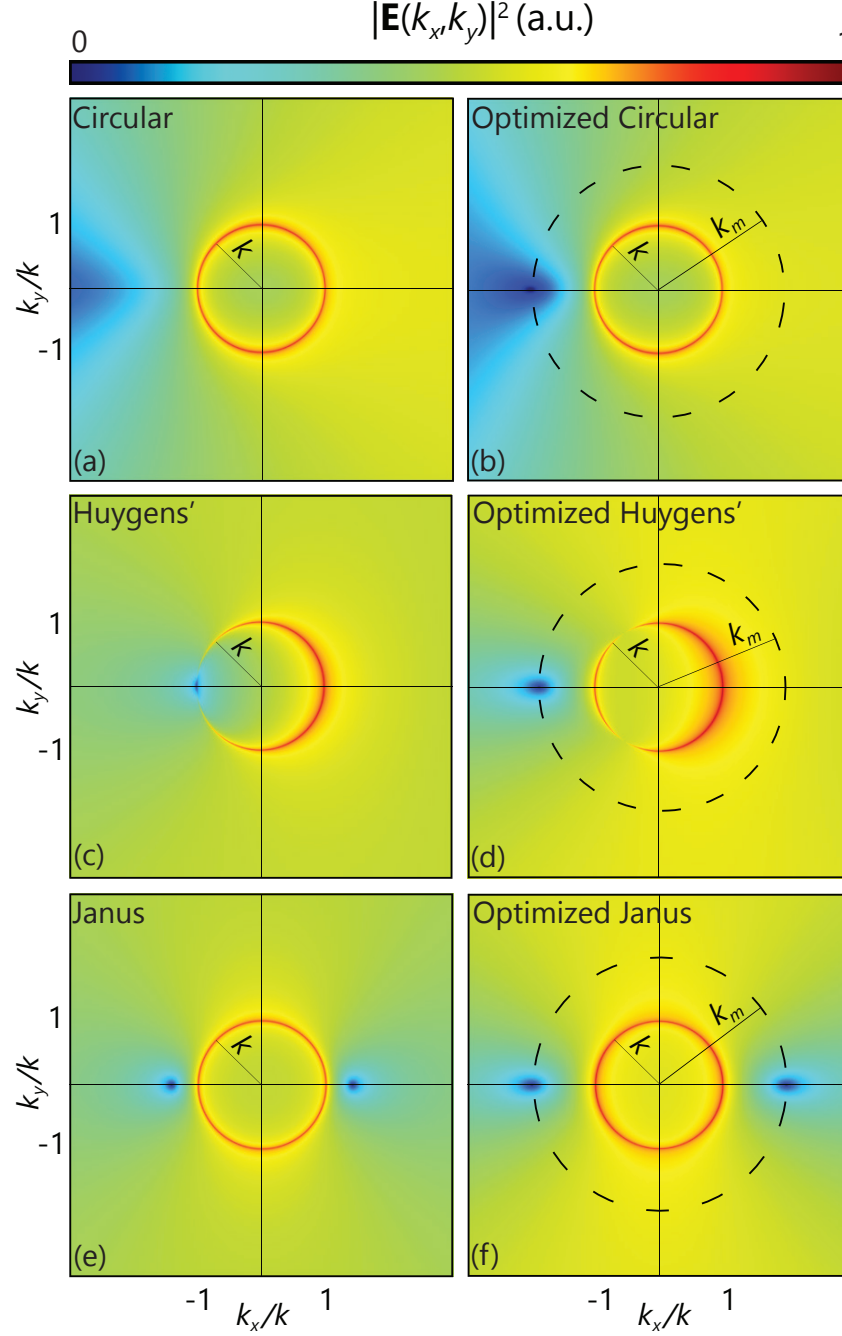 |E(kx,ky)|² (a.u.)
0 1
Circular Optimized Circular
1
ky/k
-1
k
k km
(a) (b)
Huygens' Optimized Huygens'
1
ky/k
-1
k
k km
(c) (d)
Janus Optimized Janus
1
ky/k
-1
k
k km
(e) (f)
-1 1 -1 1
kx/k kx/k